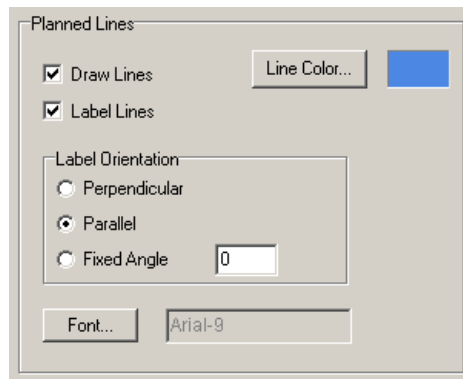 Planned Lines
Draw Lines
Line Color...
Label Lines
Label Orientation
Perpendicular
Parallel
Fixed Angle
0
Font...
Arial-9